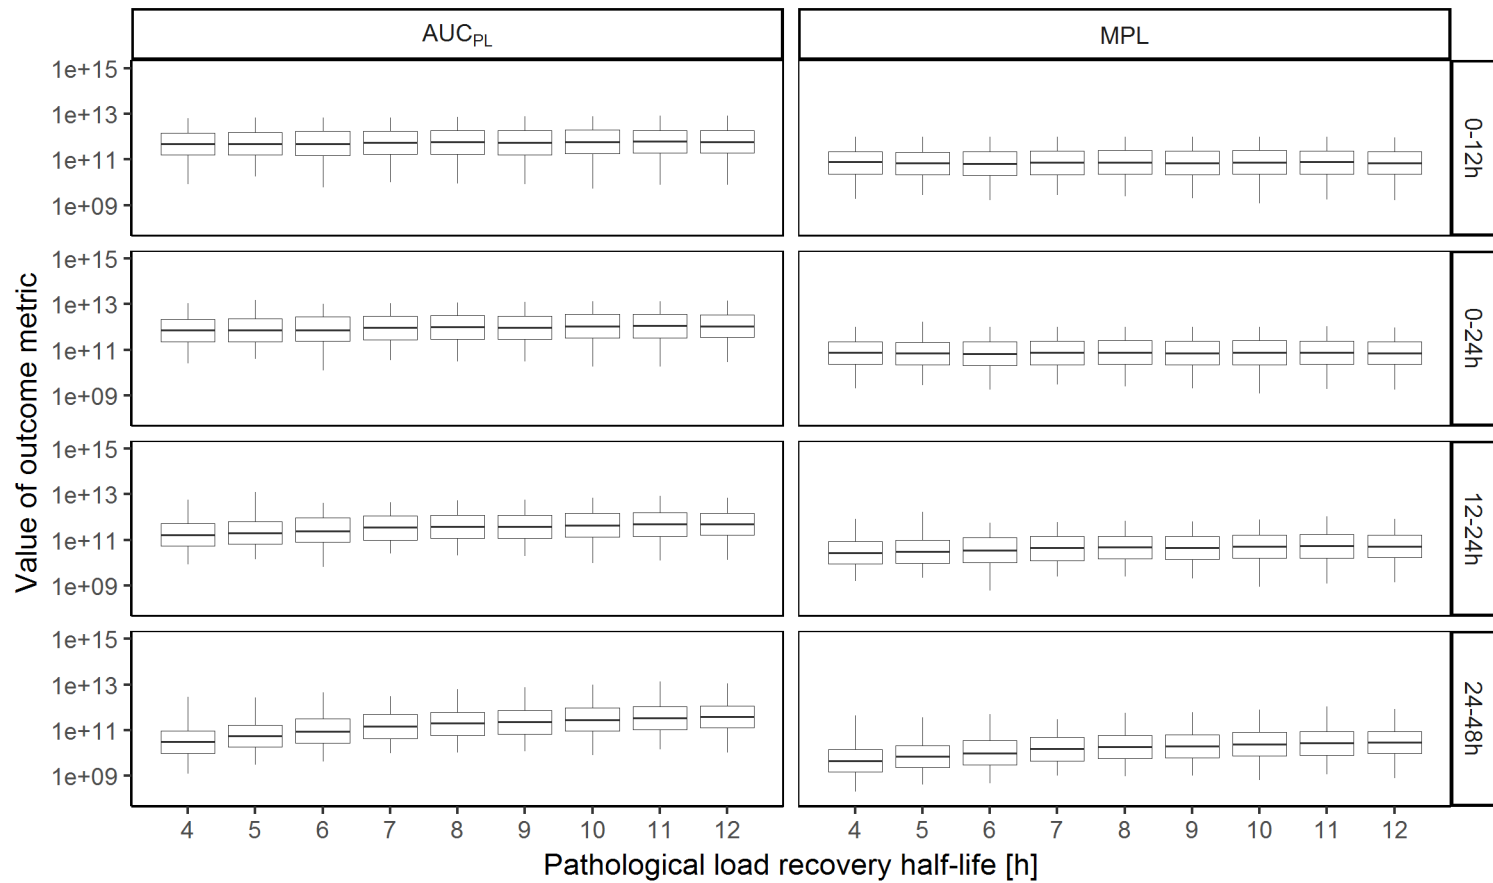 AUCPL
MPL
Value of outcome metric
1e+15
1e+13
1e+11
1e+09
0-12h
1e+15
1e+13
1e+11
1e+09
0-24h
1e+15
1e+13
1e+11
1e+09
12-24h
1e+15
1e+13
1e+11
1e+09
24-48h
4 5 6 7 8 9 10 11 12
4 5 6 7 8 9 10 11 12
Pathological load recovery half-life [h]